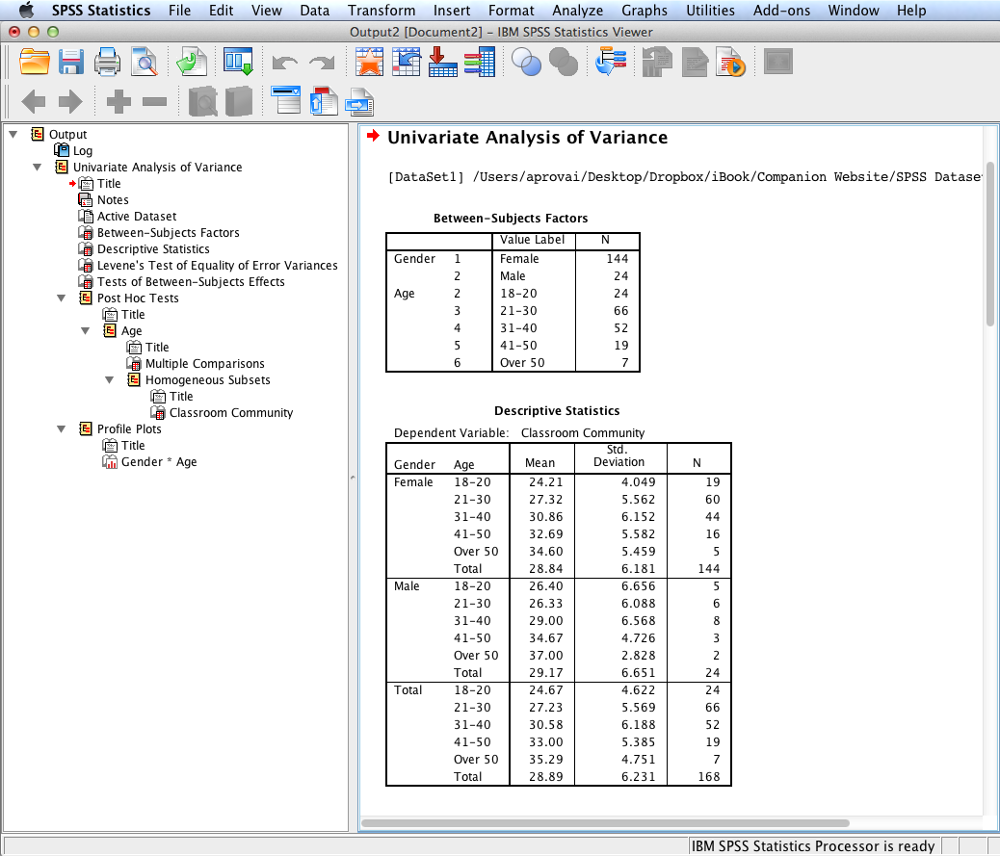 SPSS Statistics File Edit View Data Transform Insert Format Analyze Graphs Utilities Add-ons Window Help
Output2 [Document2] - IBM SPSS Statistics Viewer
Output
Log
Univariate Analysis of Variance
Title
Notes
Active Dataset
Between-Subjects Factors
Descriptive Statistics
Levene's Test of Equality of Error Variances
Tests of Between-Subjects Effects
Post Hoc Tests
Title
Age
Title
Multiple Comparisons
Homogeneous Subsets
Title
Classroom Community
Profile Plots
Title
Gender * Age
Univariate Analysis of Variance
[DataSet1] /Users/aprovai/Desktop/Dropbox/iBook/Companion Website/SPSS Datase
Between-Subjects Factors
Value Label N
Gender 1 Female 144
2 Male 24
Age 2 18-20 24
3 21-30 66
4 31-40 52
5 41-50 19
6 Over 50 7
Descriptive Statistics
Dependent Variable: Classroom Community
Gender Age Mean Std. Deviation N
Female 18-20 24.21 4.049 19
21-30 27.32 5.562 60
31-40 30.86 6.152 44
41-50 32.69 5.582 16
Over 50 34.60 5.459 5
Total 28.84 6.181 144
Male 18-20 26.40 6.656 5
21-30 26.33 6.088 6
31-40 29.00 6.568 8
41-50 34.67 4.726 3
Over 50 37.00 2.828 2
Total 29.17 6.651 24
Total 18-20 24.67 4.622 24
21-30 27.23 5.569 66
31-40 30.58 6.188 52
41-50 33.00 5.385 19
Over 50 35.29 4.751 7
Total 28.89 6.231 168
IBM SPSS Statistics Processor is ready